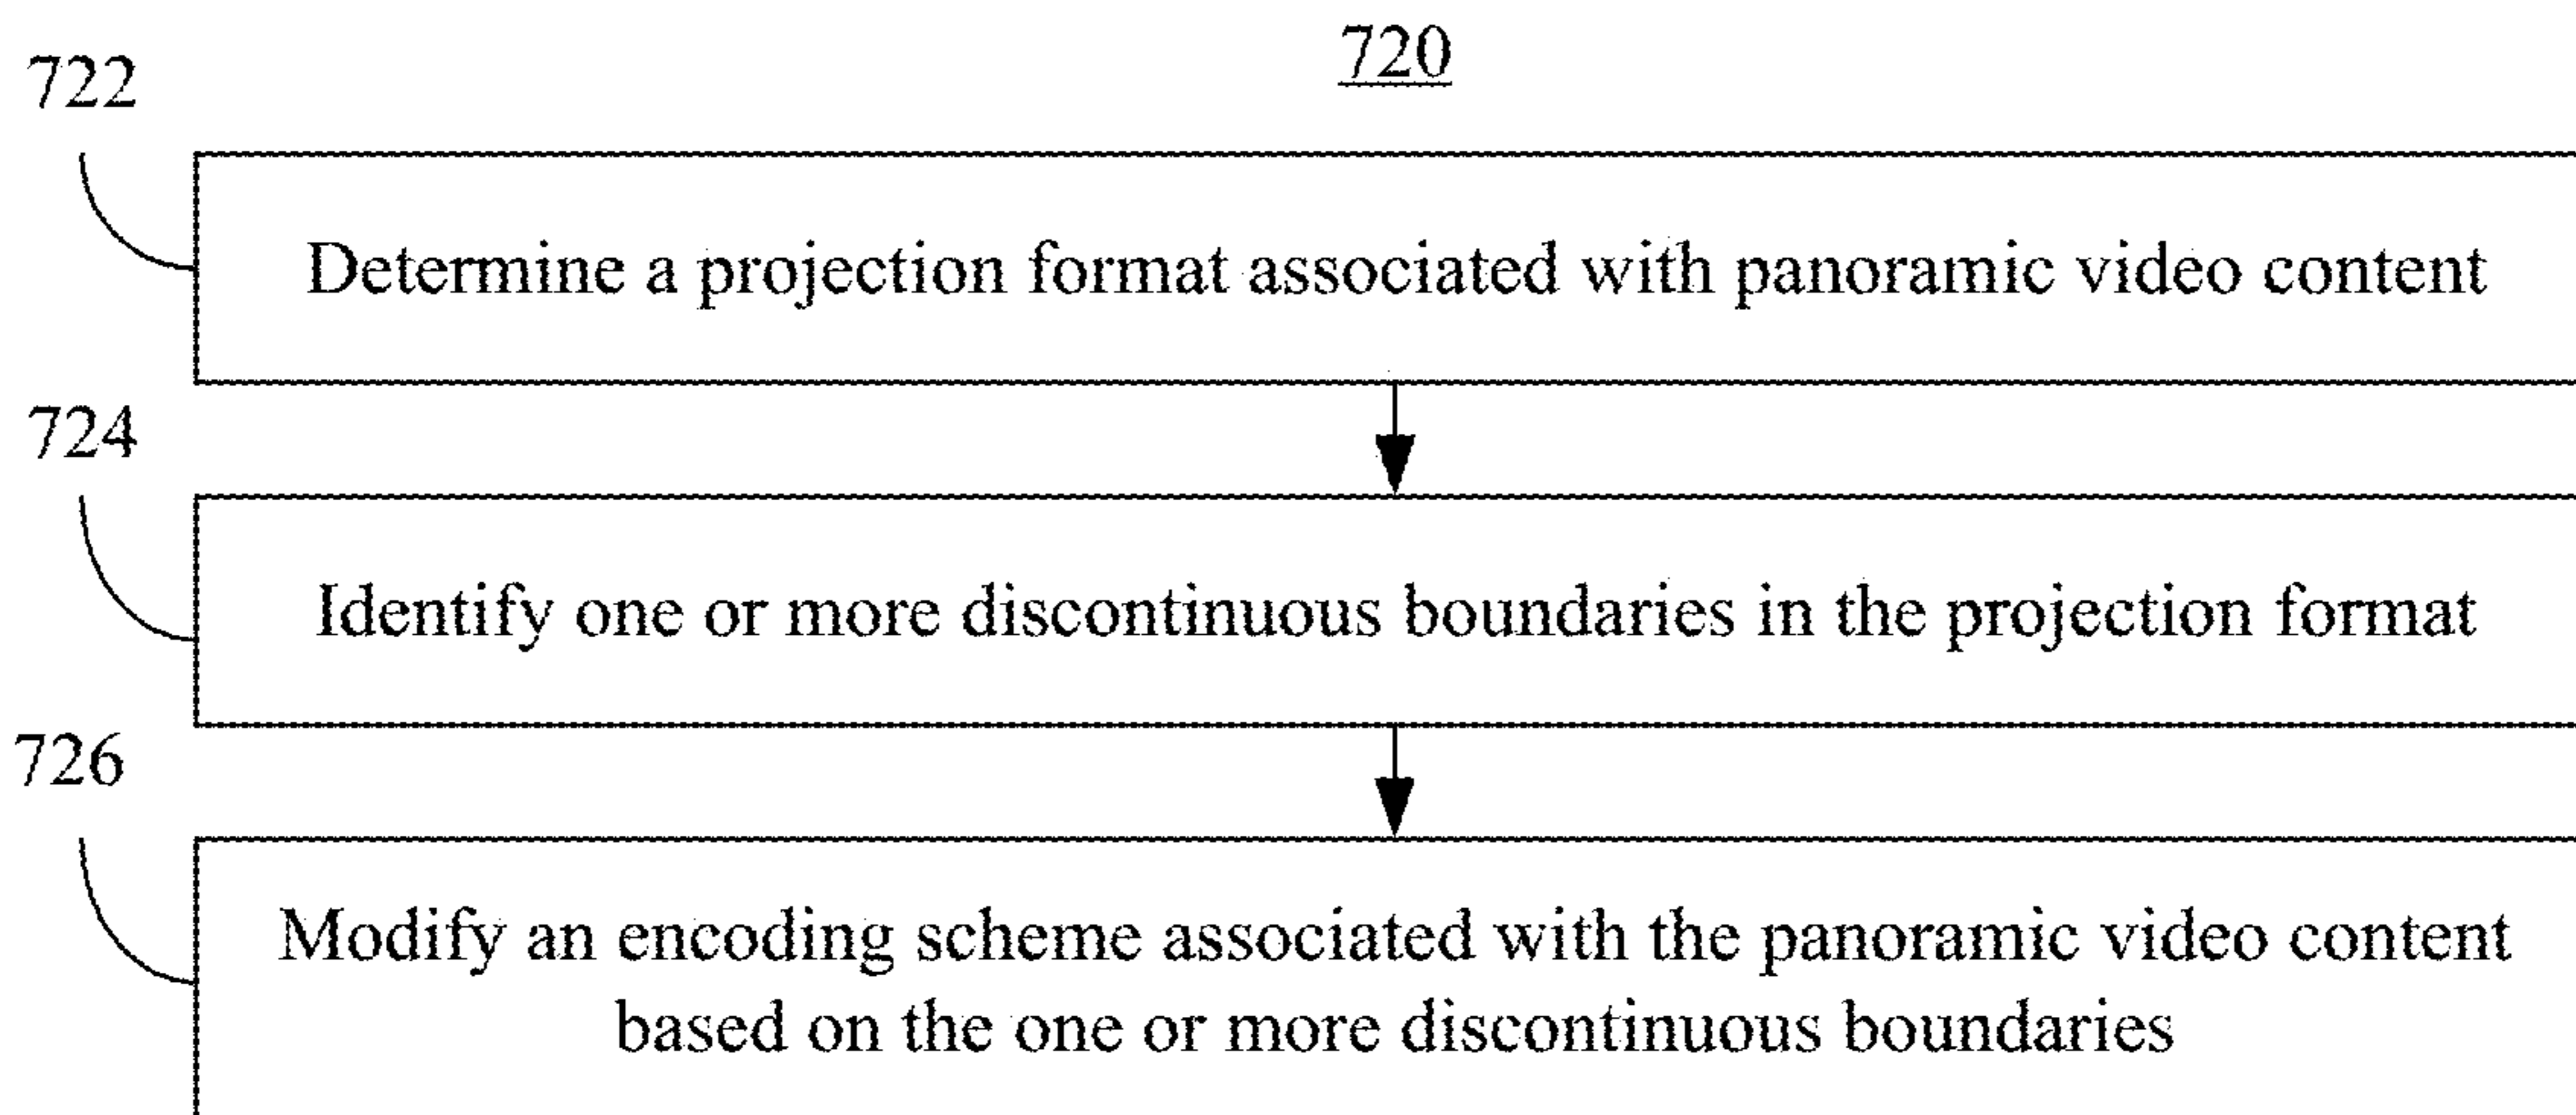 720
722
Determine a projection format associated with panoramic video content
724
Identify one or more discontinuous boundaries in the projection format
726
Modify an encoding scheme associated with the panoramic video content
based on the one or more discontinuous boundaries